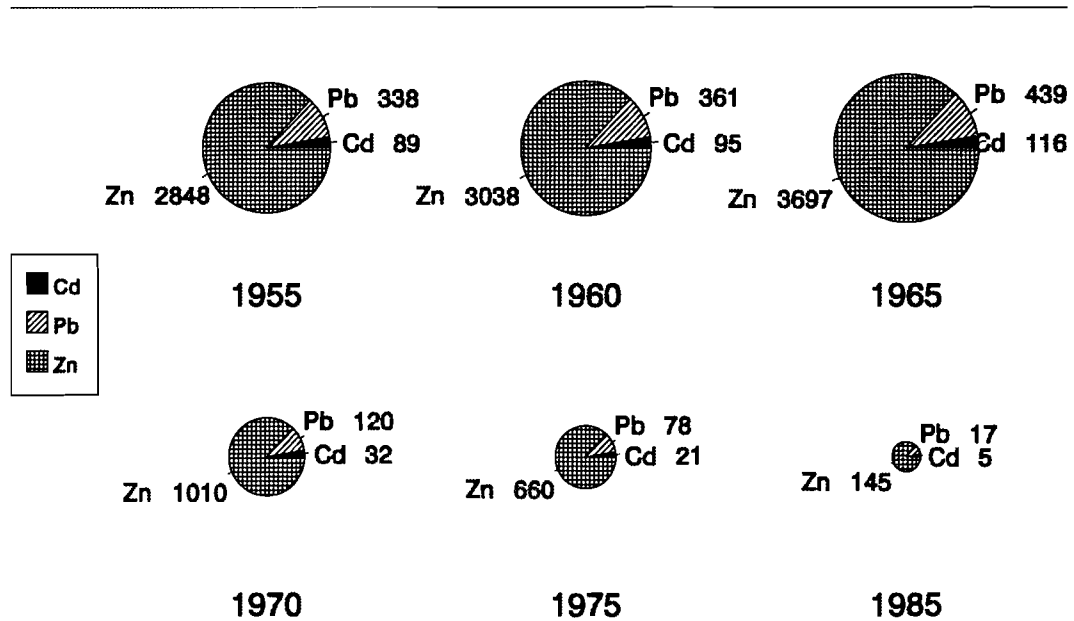 Pb 338
Cd 89
Zn 2848
1955
Pb 361
Cd 95
Zn 3038
1960
Pb 439
Cd 116
Zn 3697
1965
Cd
Pb
Zn
Pb 120
Cd 32
Zn 1010
1970
Pb 78
Cd 21
Zn 660
1975
Pb 17
Cd 5
Zn 145
1985